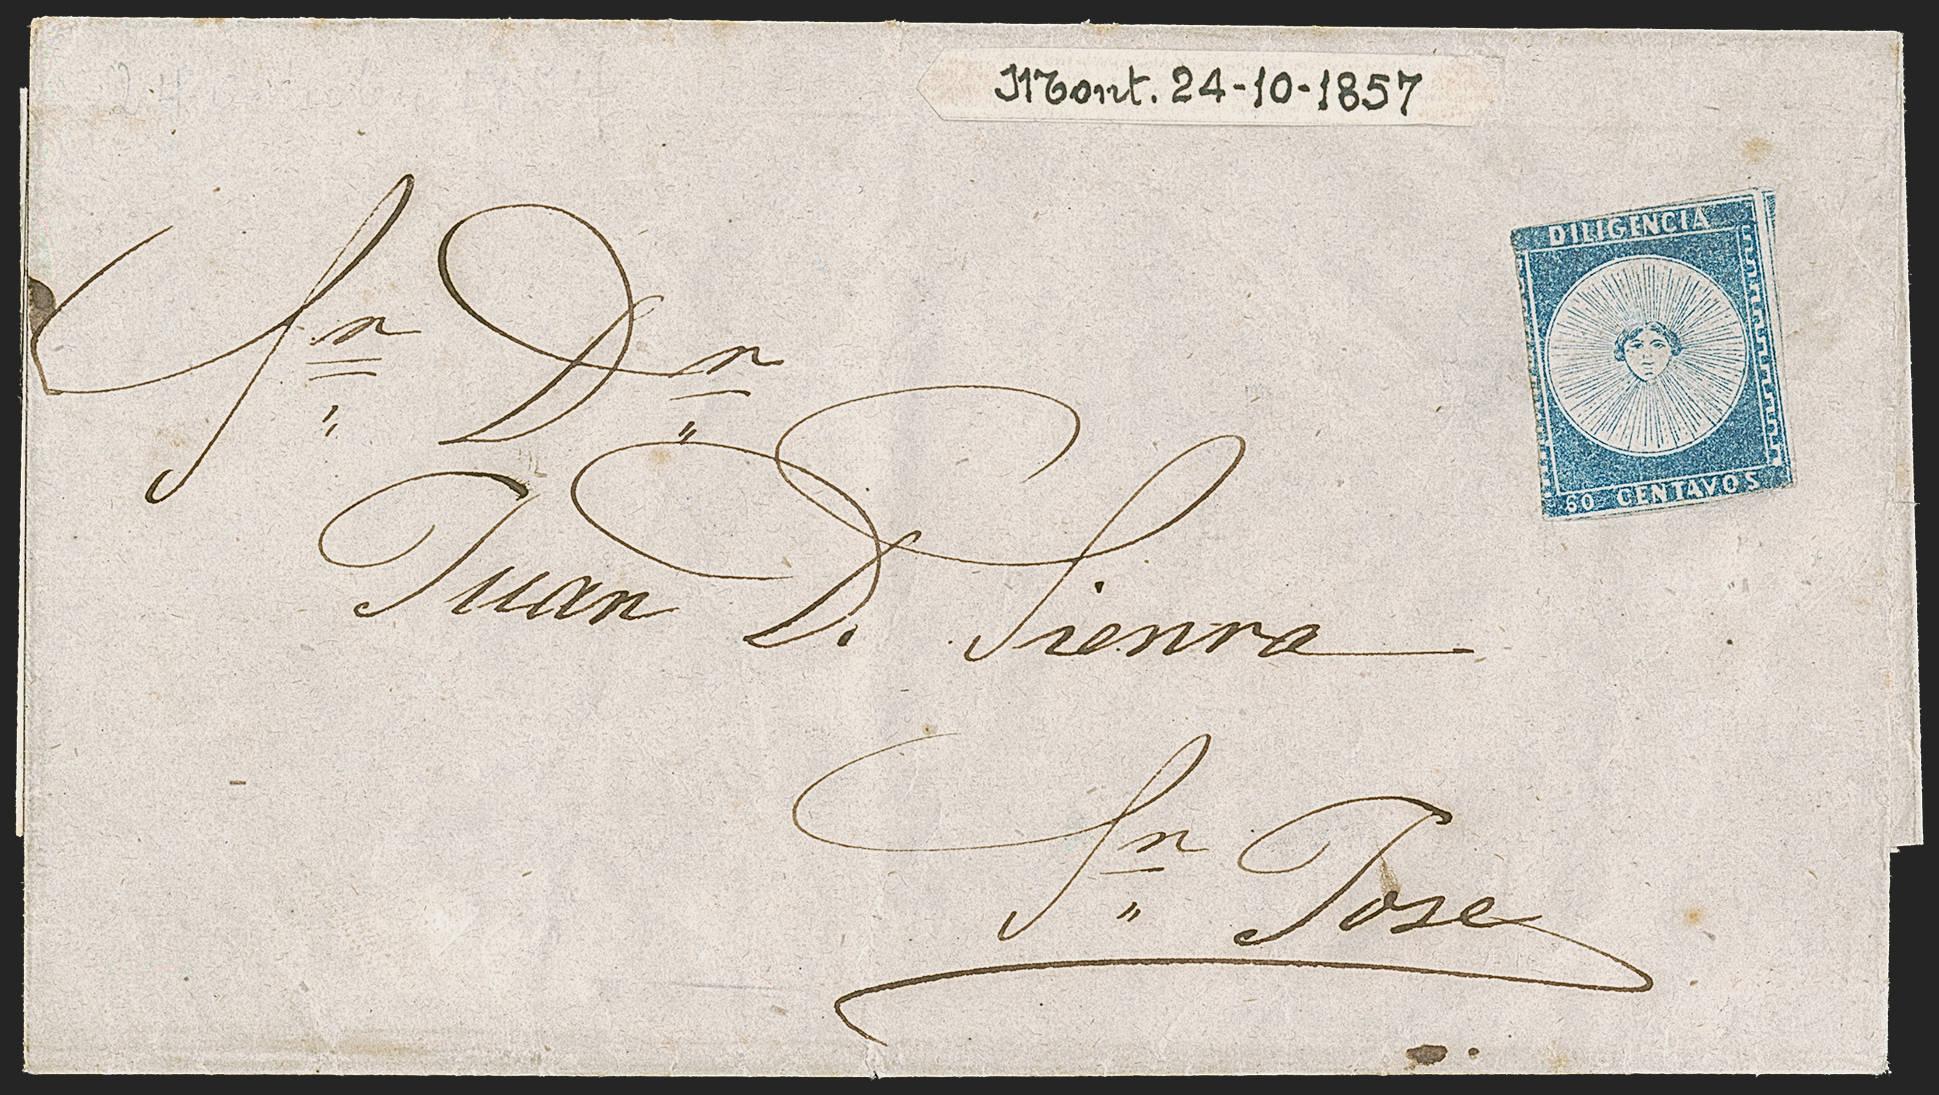 Mont. 24-10-1857
DILIGENCIA
60 CENTAVOS
Sr Dn
Juan D. Sienra
Sn Jose